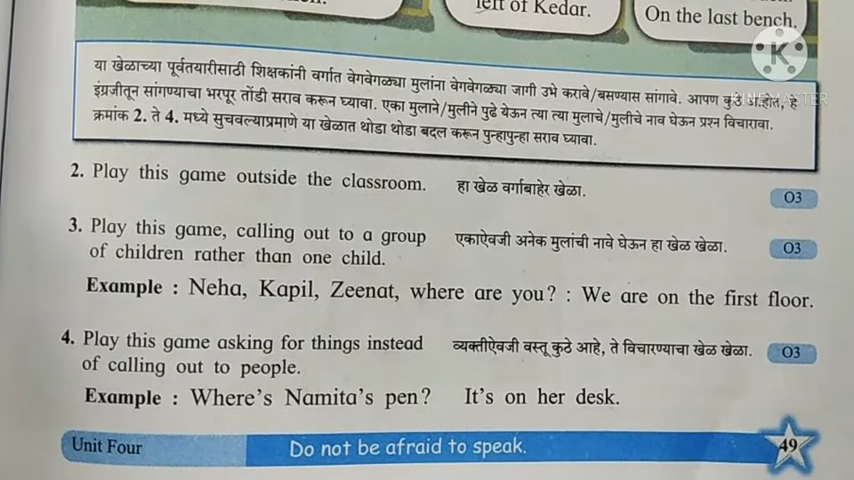 left of Kedar.
On the last bench.
KINEMASTER
या खेळाच्या पूर्वतयारीसाठी शिक्षकांनी वर्गात वेगवेगळ्या मुलांना वेगवेगळ्या जागी उभे करावे/बसण्यास सांगावे. आपण कुठे आहोत, हे
इंग्रजीतून सांगण्याचा भरपूर तोंडी सराव करून घ्यावा. एका मुलाने/मुलीने पुढे येऊन त्या त्या मुलाचे/मुलीचे नाव घेऊन प्रश्न विचारावा.
क्रमांक 2. ते 4. मध्ये सुचवल्याप्रमाणे या खेळात थोडा थोडा बदल करून पुन्हापुन्हा सराव घ्यावा.
2. Play this game outside the classroom. हा खेळ वर्गाबाहेर खेळा. O3
3. Play this game, calling out to a group एकाऐवजी अनेक मुलांची नावे घेऊन हा खेळ खेळा. O3
of children rather than one child.
Example : Neha, Kapil, Zeenat, where are you? : We are on the first floor.
4. Play this game asking for things instead व्यक्तीऐवजी वस्तू कुठे आहे, ते विचारण्याचा खेळ खेळा. O3
of calling out to people.
Example : Where's Namita's pen? It's on her desk.
Unit Four Do not be afraid to speak. 49